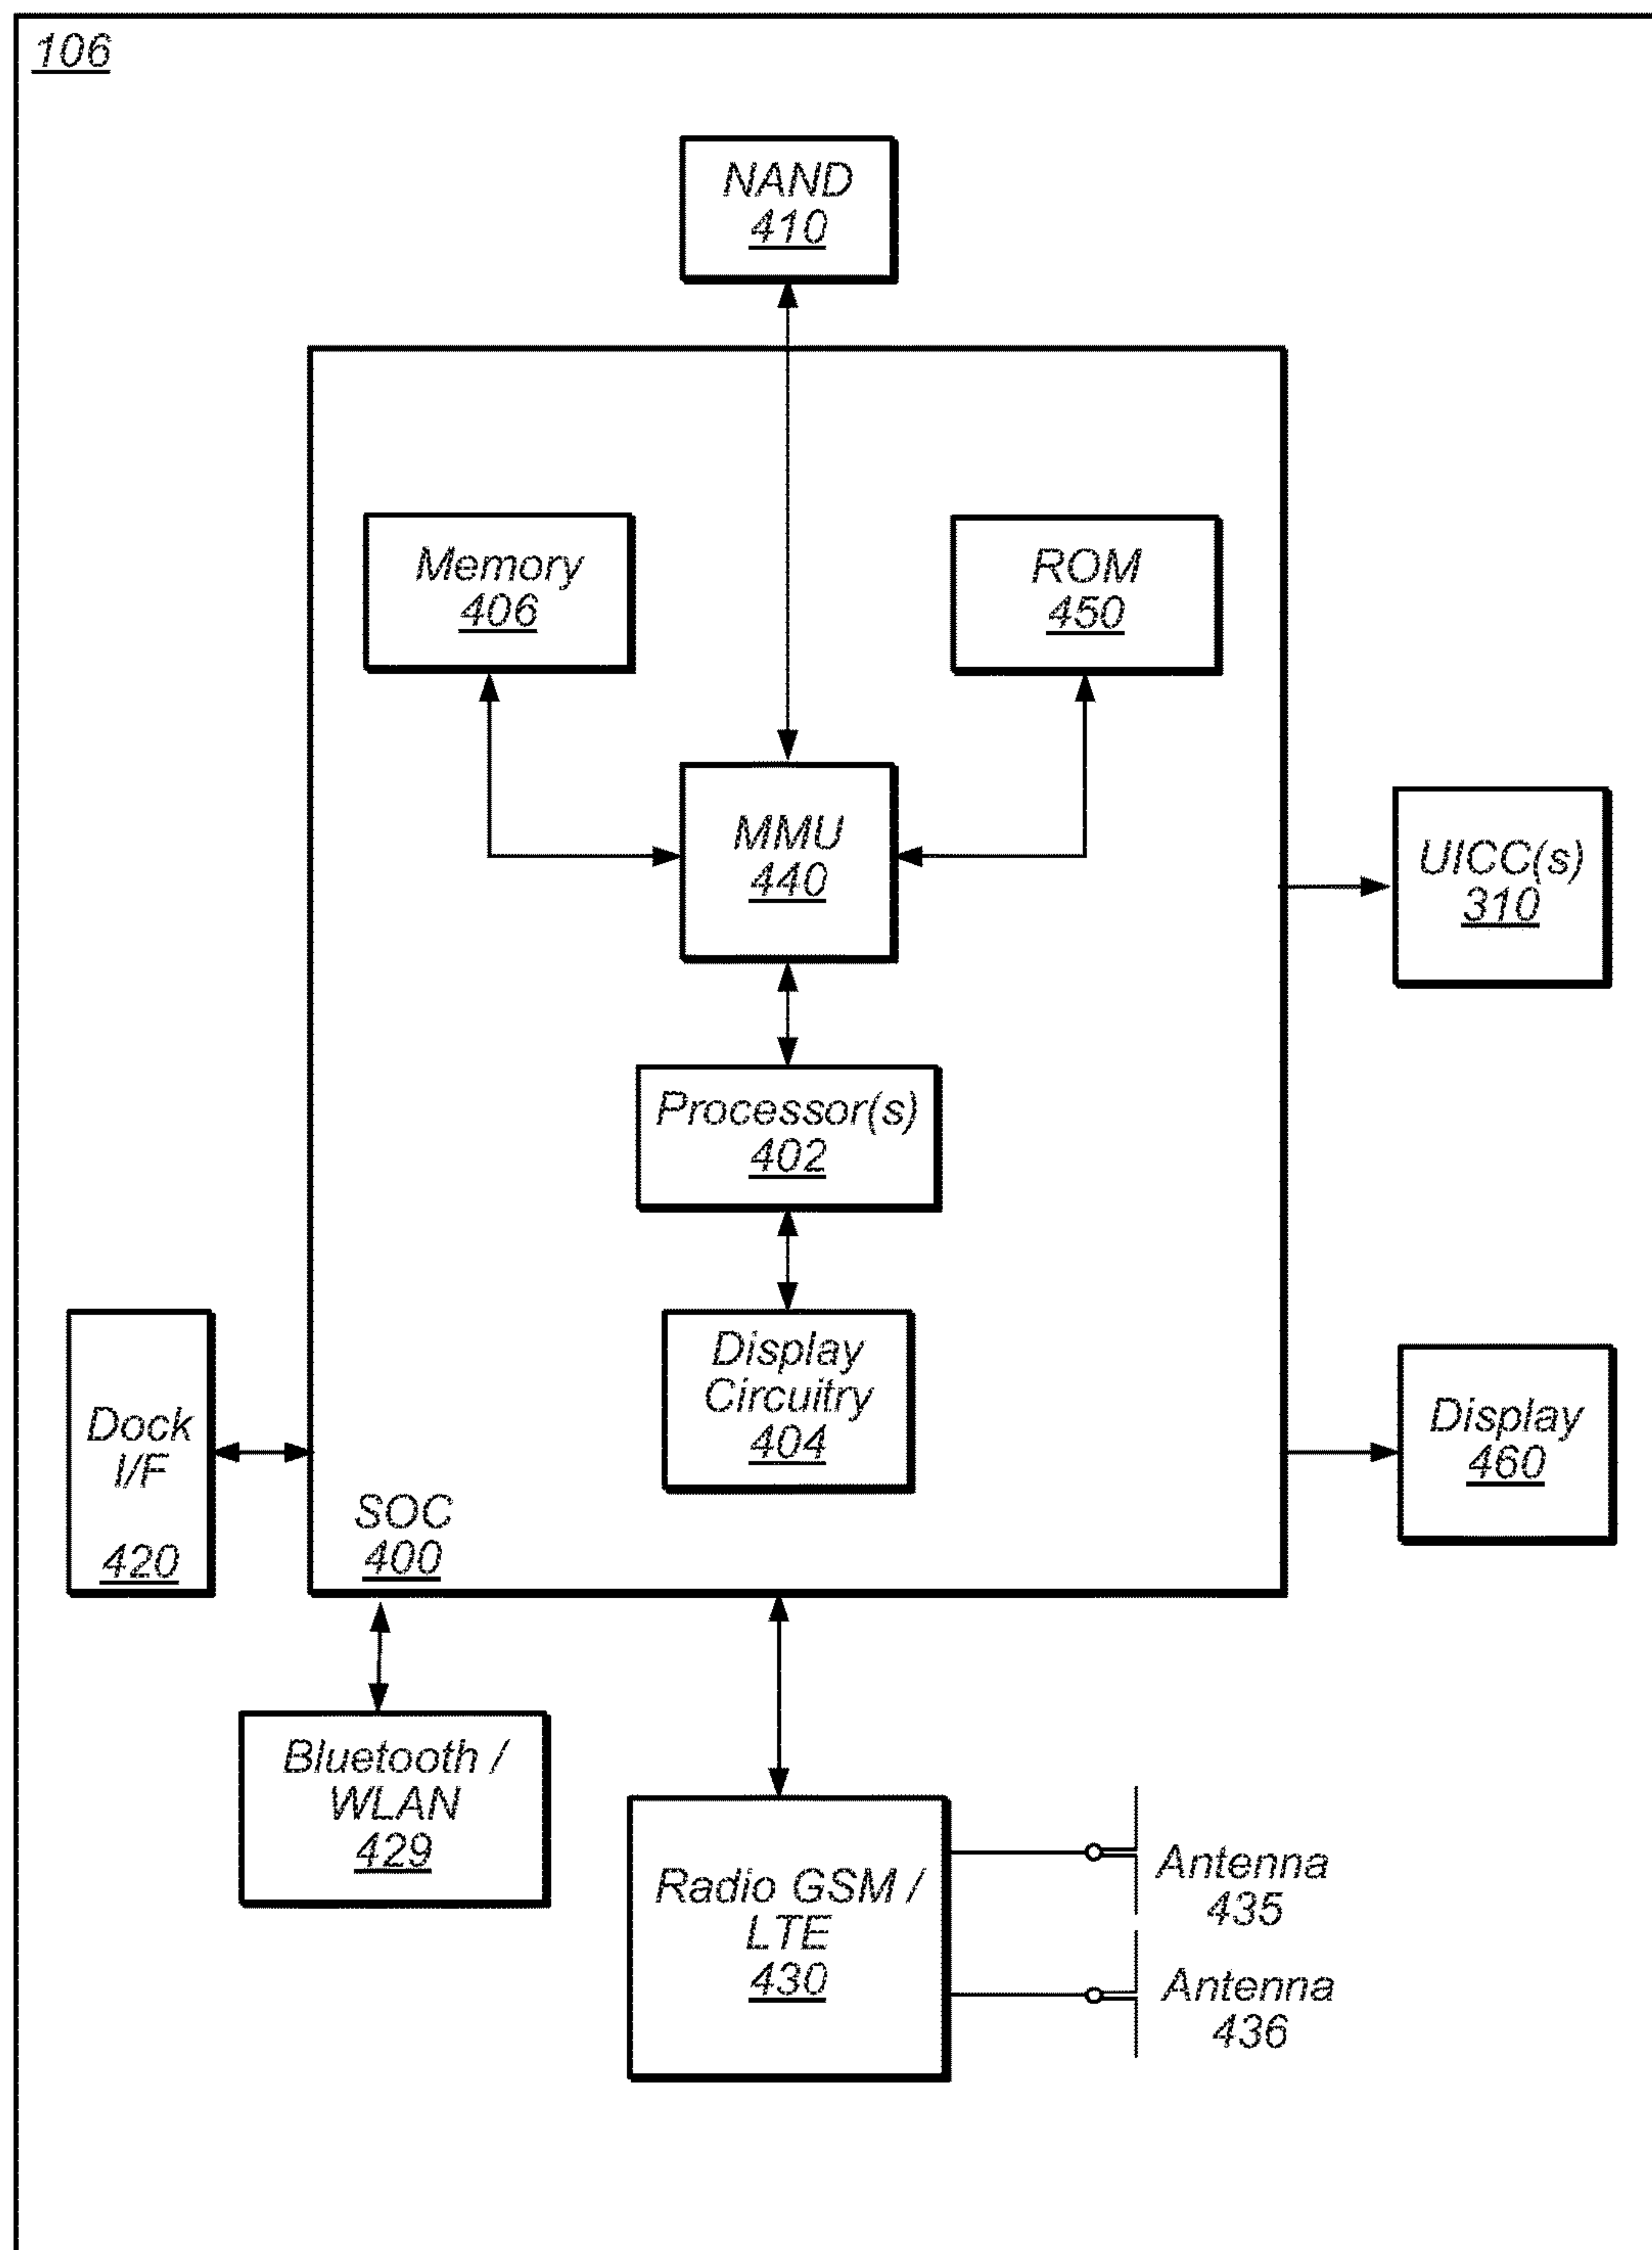 106
NAND
410
Memory
406
ROM
450
MMU
440
UICC(s)
310
Processor(s)
402
Display
Circuitry
404
Dock
I/F
420
Display
460
SOC
400
Bluetooth /
WLAN
429
Radio GSM /
LTE
430
Antenna
435
Antenna
436